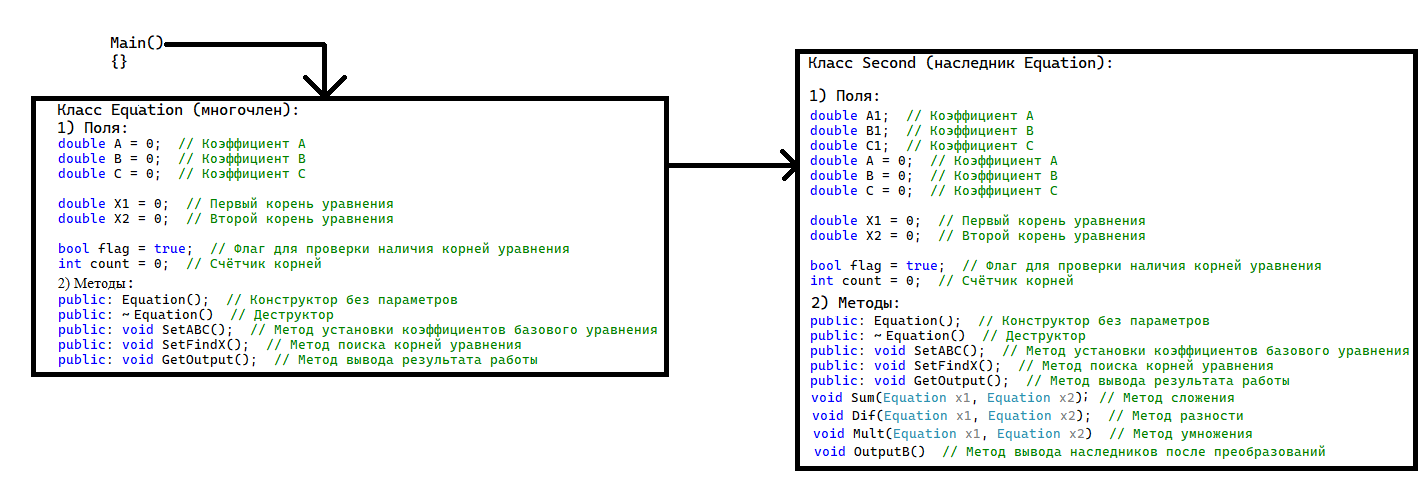 Main()
{}
Класс Equation (многочлен):
1) Поля:
double A = 0;  // Коэффициент A
double B = 0;  // Коэффициент B
double C = 0;  // Коэффициент C
double X1 = 0;  // Первый корень уравнения
double X2 = 0;  // Второй корень уравнения
bool flag = true;  // Флаг для проверки наличия корней уравнения
int count = 0;  // Счётчик корней
2) Методы:
public: Equation();  // Конструктор без параметров
public: ~Equation()  // Деструктор
public: void SetABC();  // Метод установки коэффициентов базового уравнения
public: void SetFindX();  // Метод поиска корней уравнения
public: void GetOutput();  // Метод вывода результата работы
Класс Second (наследник Equation):
1) Поля:
double A1;  // Коэффициент A
double B1;  // Коэффициент B
double C1;  // Коэффициент C
double A = 0;  // Коэффициент A
double B = 0;  // Коэффициент B
double C = 0;  // Коэффициент C
double X1 = 0;  // Первый корень уравнения
double X2 = 0;  // Второй корень уравнения
bool flag = true;  // Флаг для проверки наличия корней уравнения
int count = 0;  // Счётчик корней
2) Методы:
public: Equation();  // Конструктор без параметров
public: ~Equation()  // Деструктор
public: void SetABC();  // Метод установки коэффициентов базового уравнения
public: void SetFindX();  // Метод поиска корней уравнения
public: void GetOutput();  // Метод вывода результата работы
void Sum(Equation x1, Equation x2); // Метод сложения
void Dif(Equation x1, Equation x2);  // Метод разности
void Mult(Equation x1, Equation x2)  // Метод умножения
void OutputB()  // Метод вывода наследников после преобразований